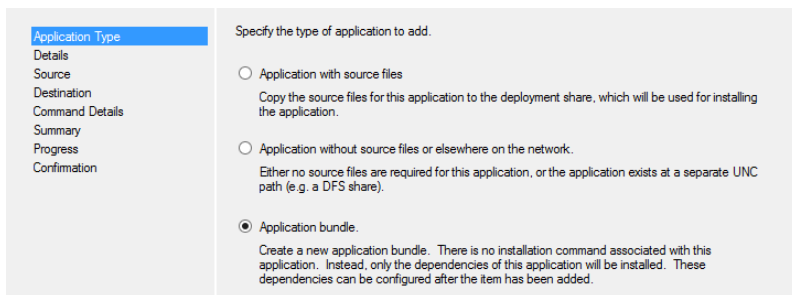 Application Type
Details
Source
Destination
Command Details
Summary
Progress
Confirmation
Specify the type of application to add.
Application with source files
Copy the source files for this application to the deployment share, which will be used for installing
the application.
Application without source files or elsewhere on the network.
Either no source files are required for this application, or the application exists at a separate UNC
path (e.g. a DFS share).
Application bundle.
Create a new application bundle. There is no installation command associated with this
application. Instead, only the dependencies of this application will be installed. These
dependencies can be configured after the item has been added.